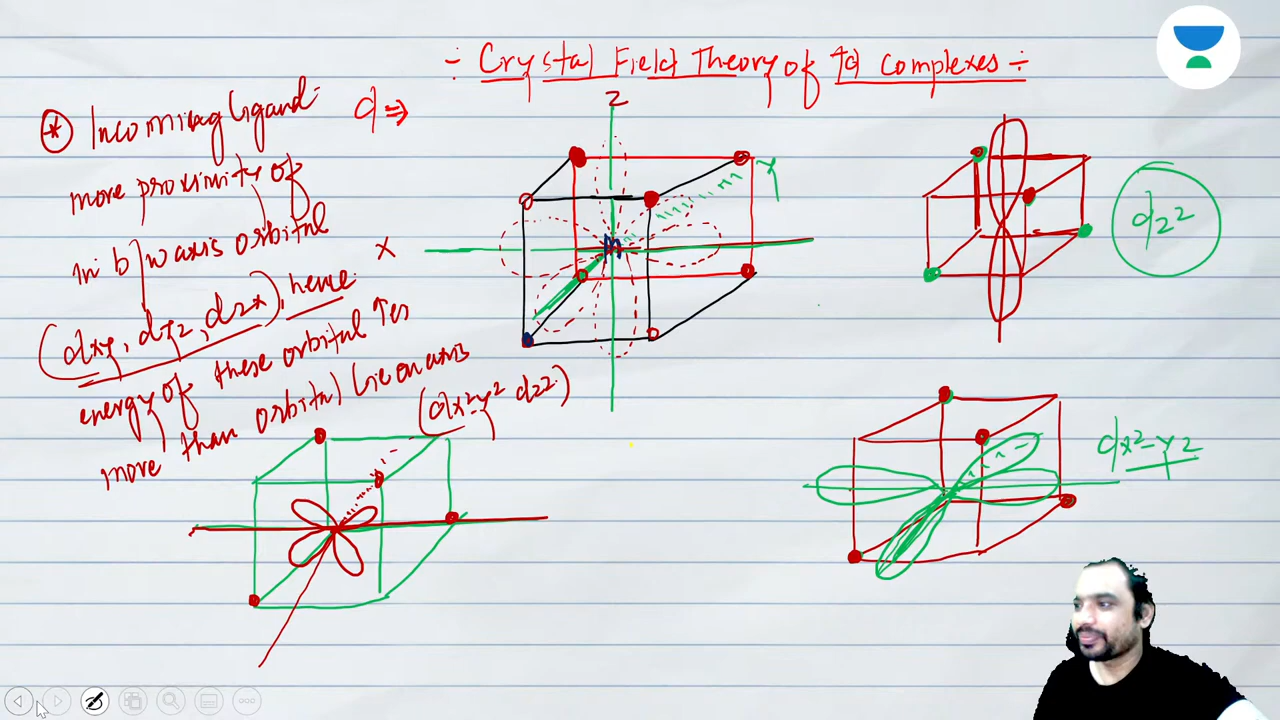 ÷ Crystal Field Theory of Td Complexes ÷
* Incoming ligand
more proximity of
in b/w axis orbital
(dxy, dyz, dzx), hence
energy of these orbital ↑es
more than orbital lie on axis
(dx²-y² dz²)
d ⇒
Z
Y
X
M
dz²
dx²-y²